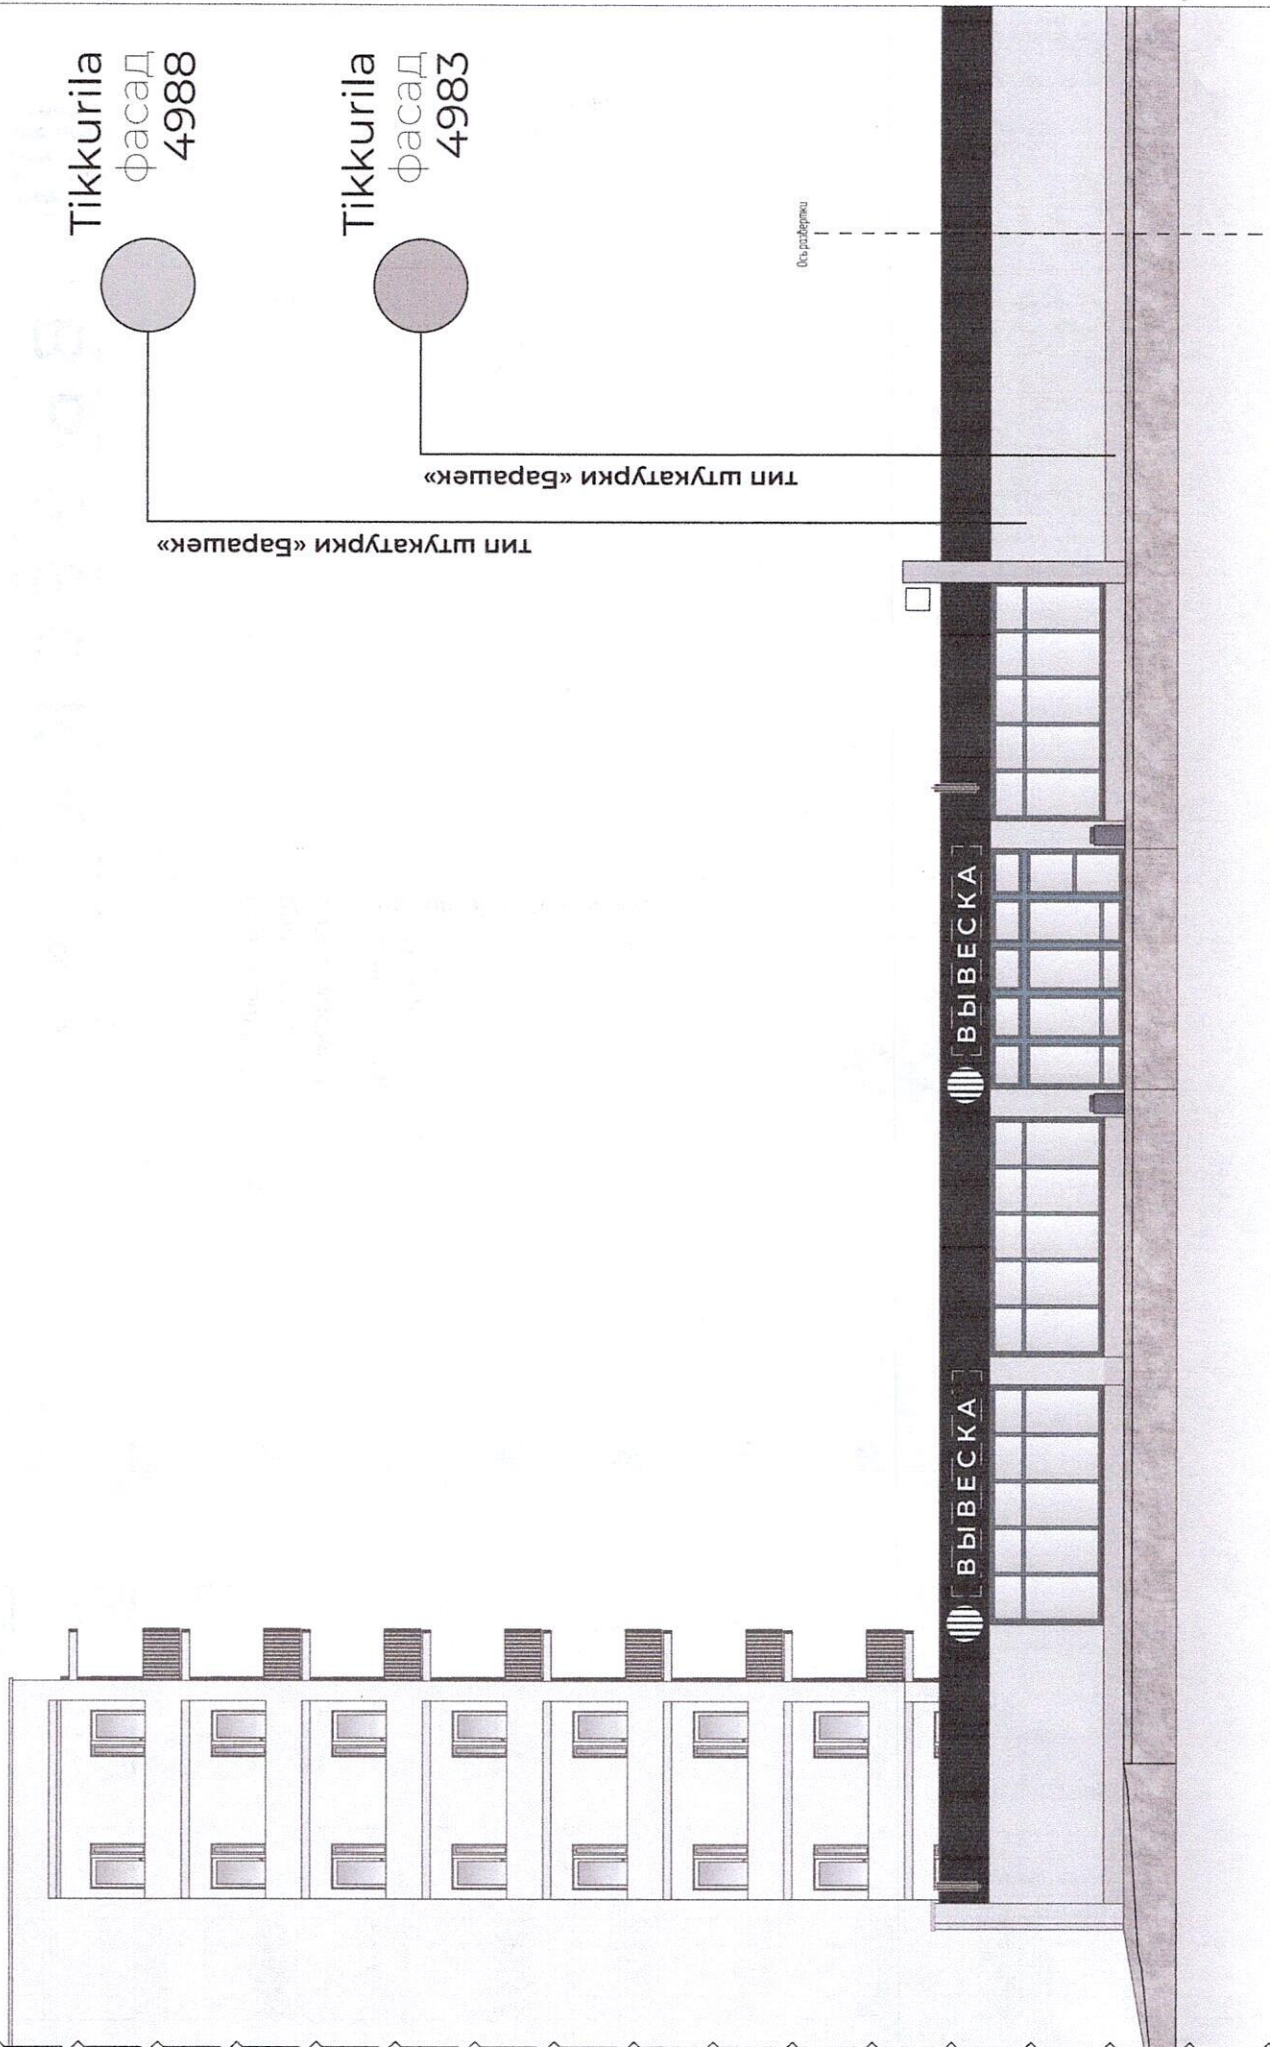 Tikkurila
фасад
4988
Tikkurila
фасад
4983
тип штукатурки «Барашек»
тип штукатурки «Барашек»
Ось развертки
ВЫВЕСКА
ВЫВЕСКА